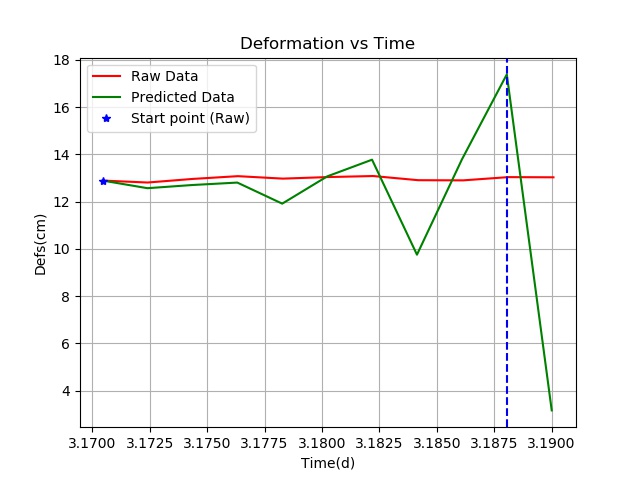 Deformation vs Time
Raw Data
Predicted Data
Start point (Raw)
18
16
14
12
10
8
6
4
Defs(cm)
3.1700 3.1725 3.1750 3.1775 3.1800 3.1825 3.1850 3.1875 3.1900
Time(d)